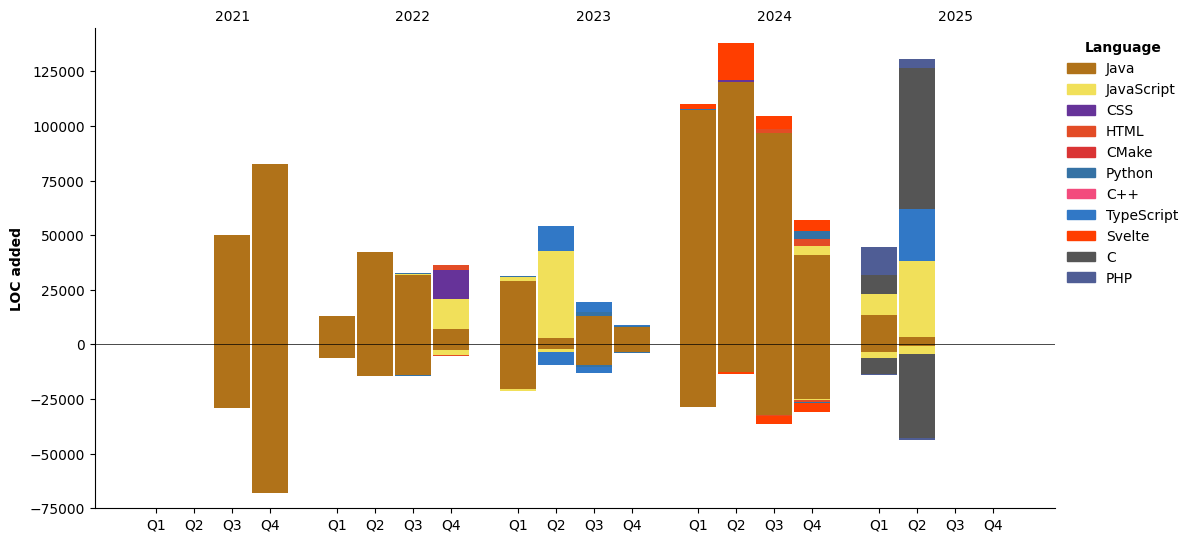 2021 2022 2023 2024 2025
Language
Java
JavaScript
CSS
HTML
CMake
Python
C++
TypeScript
Svelte
C
PHP
LOC added
125000
100000
75000
50000
25000
0
−25000
−50000
−75000
Q1 Q2 Q3 Q4 Q1 Q2 Q3 Q4 Q1 Q2 Q3 Q4 Q1 Q2 Q3 Q4 Q1 Q2 Q3 Q4